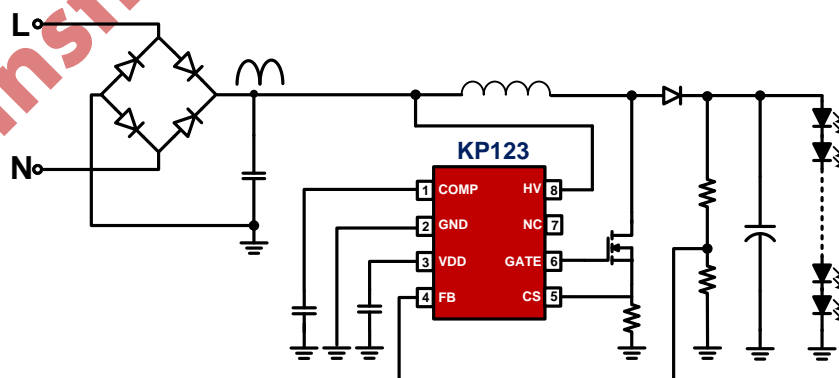 L
N
KP123
1 COMP
HV 8
2 GND
NC 7
3 VDD
GATE 6
4 FB
CS 5